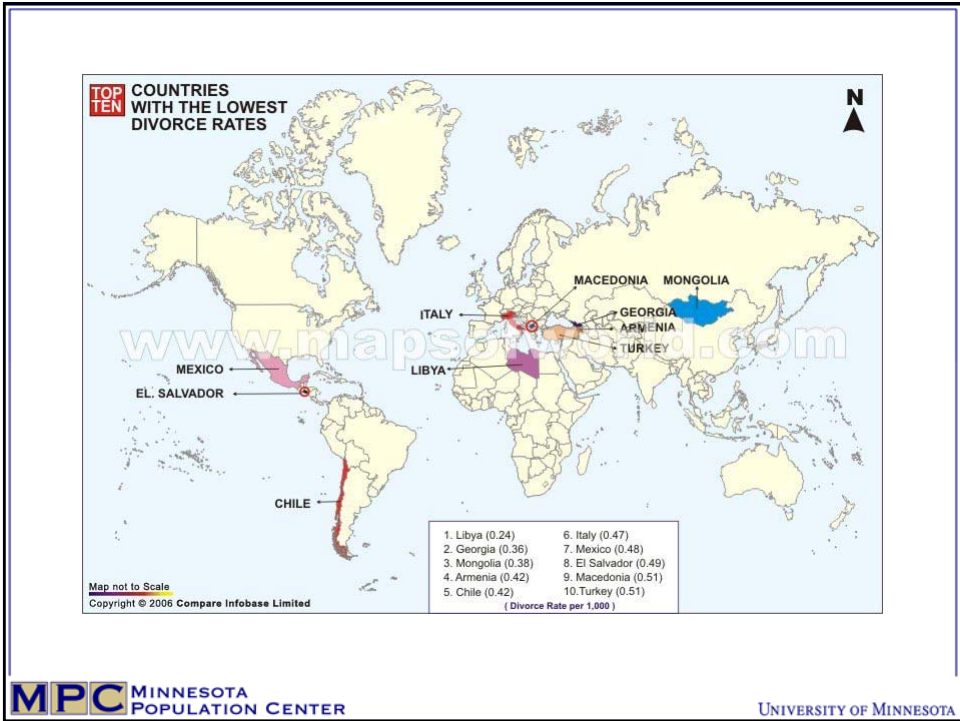 TOP TEN
COUNTRIES
WITH THE LOWEST
DIVORCE RATES
N
MACEDONIA
MONGOLIA
ITALY
GEORGIA
ARMENIA
TURKEY
www.mapsofworld.com
MEXICO
LIBYA
EL. SALVADOR
CHILE
1. Libya (0.24)
2. Georgia (0.36)
3. Mongolia (0.38)
4. Armenia (0.42)
5. Chile (0.42)
6. Italy (0.47)
7. Mexico (0.48)
8. El Salvador (0.49)
9. Macedonia (0.51)
10.Turkey (0.51)
( Divorce Rate per 1,000 )
Map not to Scale
Copyright © 2006 Compare Infobase Limited
MPC MINNESOTA
POPULATION CENTER
UNIVERSITY OF MINNESOTA